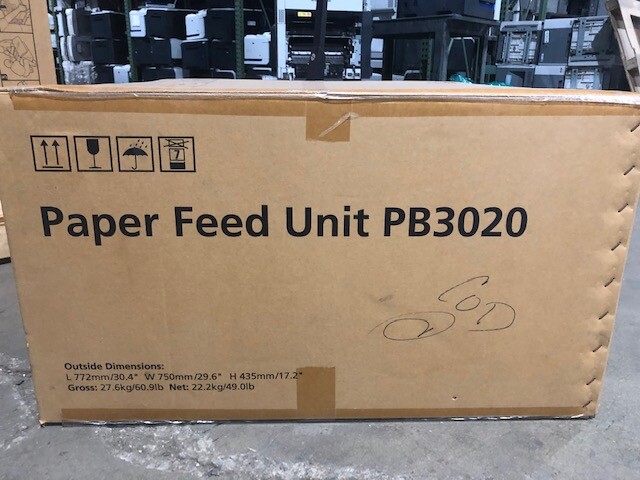 7
Paper Feed Unit PB3020
Outside Dimensions:
L 772mm/30.4" W 750mm/29.6" H 435mm/17.2"
Gross: 27.6kg/60.9lb Net: 22.2kg/49.0lb